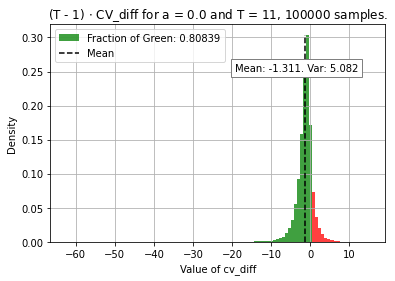 (T - 1) · CV_diff for a = 0.0 and T = 11, 100000 samples.
Fraction of Green: 0.80839
Mean
Mean: -1.311. Var: 5.082
Density
0.30
0.25
0.20
0.15
0.10
0.05
0.00
−60 −50 −40 −30 −20 −10 0 10
Value of cv_diff